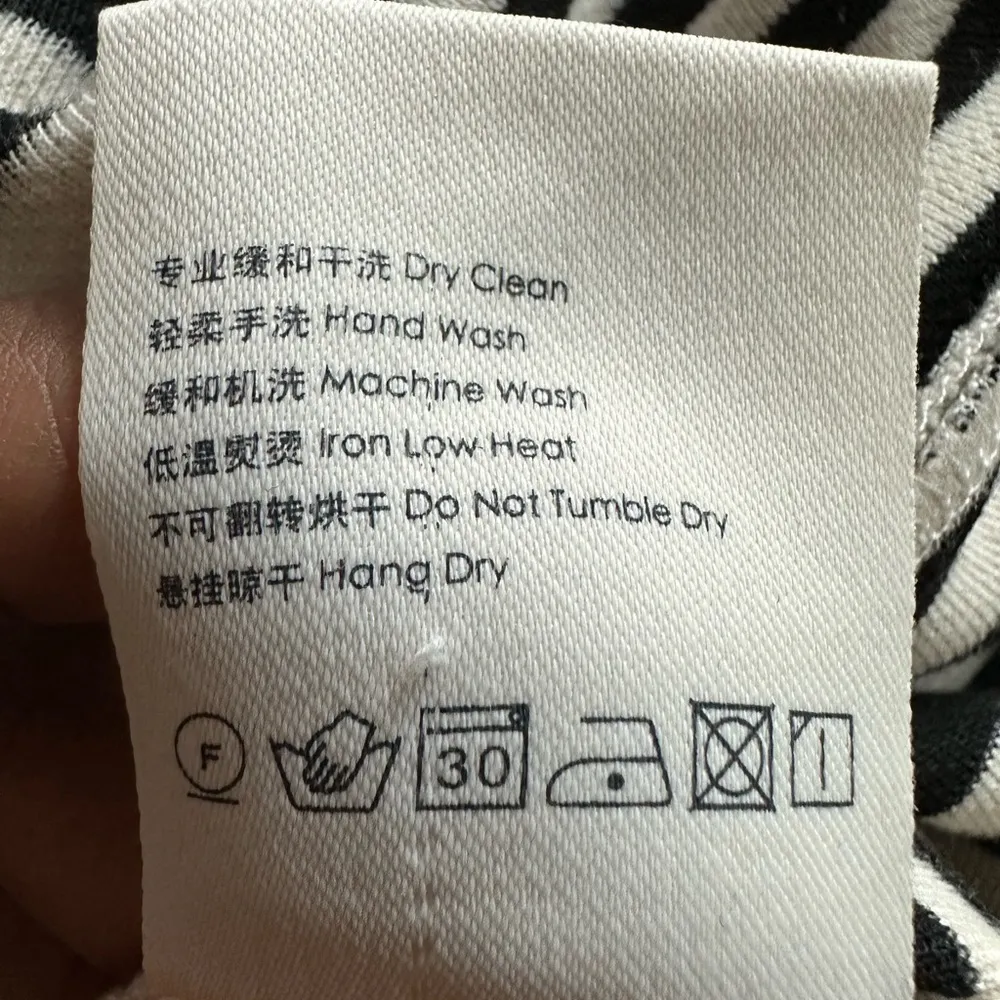 专业缓和干洗 Dry Clean
轻柔手洗 Hand Wash
缓和机洗 Machine Wash
低温熨烫 Iron Low Heat
不可翻转烘干 Do Not Tumble Dry
悬挂晾干 Hang Dry
F 30